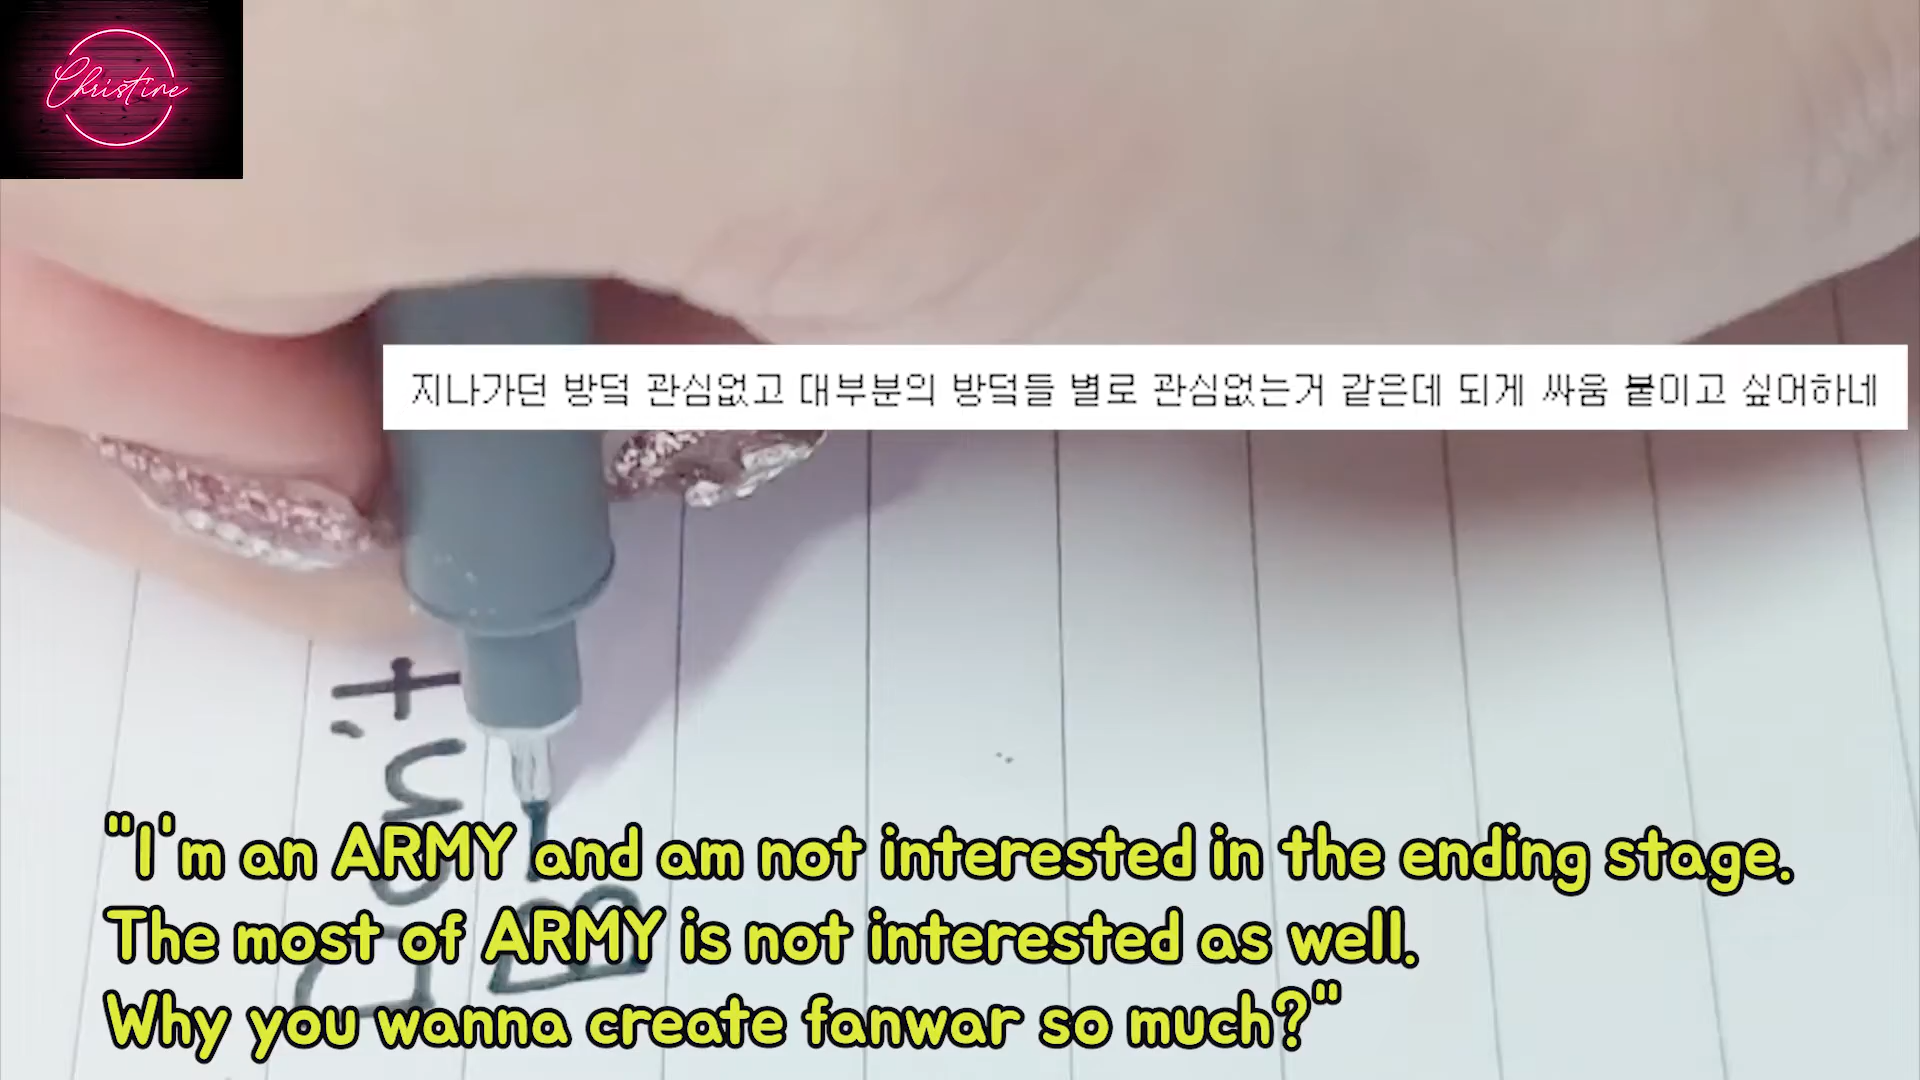 Christine
지나가던 방덬 관심없고 대부분의 방덬들 별로 관심없는거 같은데 되게 싸움 붙이고 싶어하네
"I'm an ARMY and am not interested in the ending stage.
The most of ARMY is not interested as well.
Why you wanna create fanwar so much?"